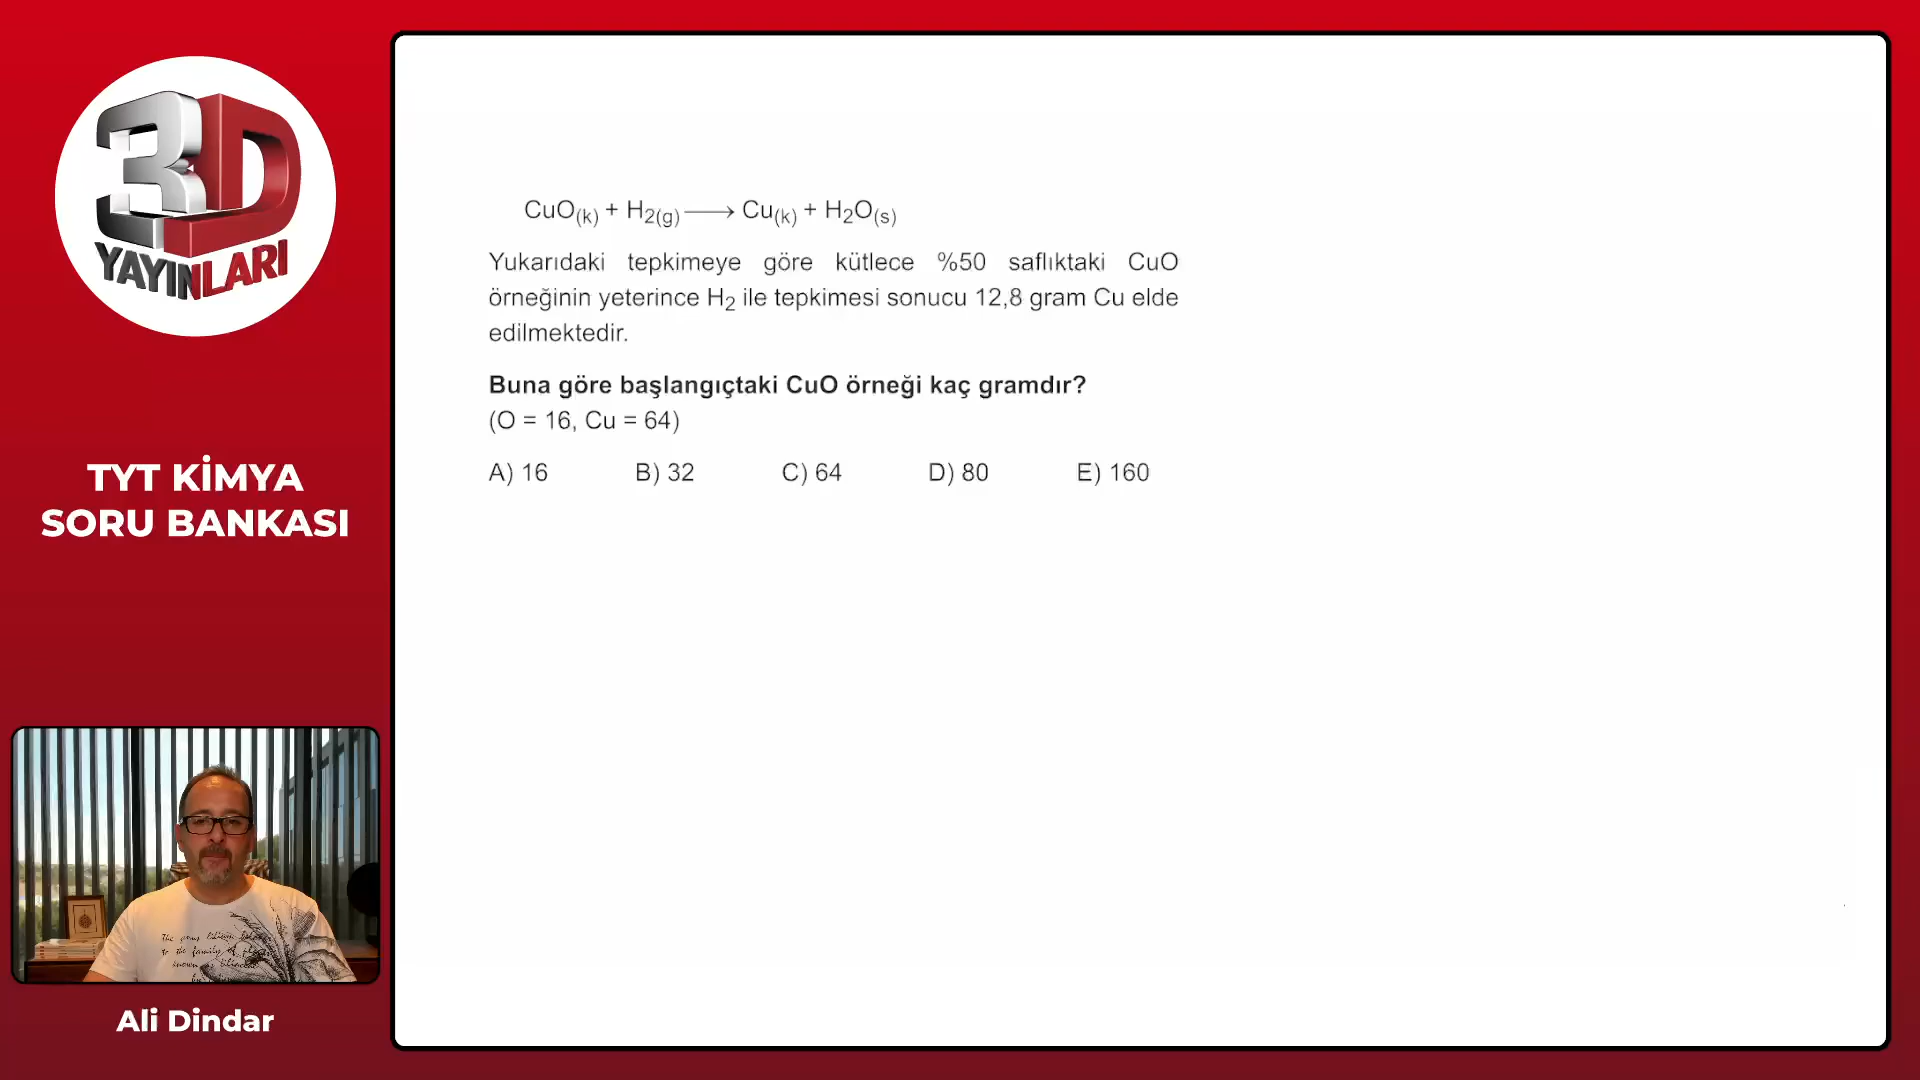 3D
YAYINLARI
TYT KİMYA
SORU BANKASI
Ali Dindar
CuO(k) + H2(g) ⟶ Cu(k) + H2O(s)
Yukarıdaki tepkimeye göre kütlece %50 saflıktaki CuO
örneğinin yeterince H2 ile tepkimesi sonucu 12,8 gram Cu elde
edilmektedir.
Buna göre başlangıçtaki CuO örneği kaç gramdır?
(O = 16, Cu = 64)
A) 16 B) 32 C) 64 D) 80 E) 160